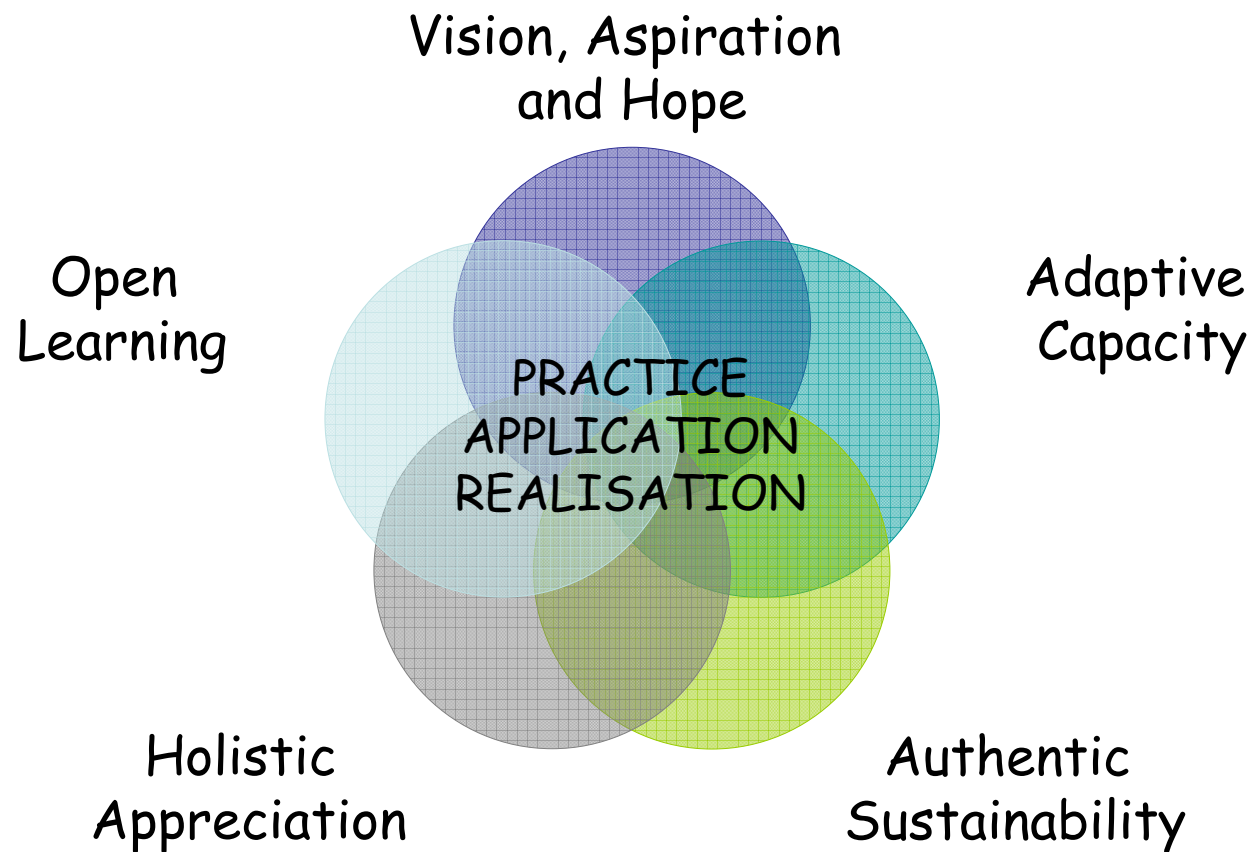 Vision, Aspiration
and Hope
Open
Learning
Adaptive
Capacity
PRACTICE
APPLICATION
REALISATION
Holistic
Appreciation
Authentic
Sustainability